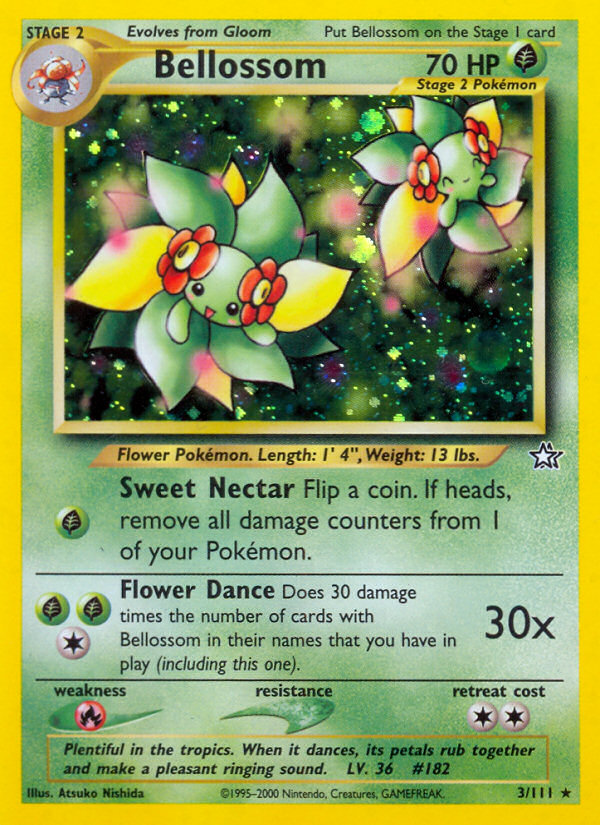 STAGE 2 Evolves from Gloom Put Bellossom on the Stage 1 card
Bellossom 70 HP
Stage 2 Pokémon
Flower Pokémon. Length: 1' 4", Weight: 13 lbs.
Sweet Nectar Flip a coin. If heads,
remove all damage counters from 1
of your Pokémon.
Flower Dance Does 30 damage
times the number of cards with
Bellossom in their names that you have in
play (including this one).
30x
weakness resistance retreat cost
Plentiful in the tropics. When it dances, its petals rub together
and make a pleasant ringing sound. LV. 36 #182
Illus. Atsuko Nishida ©1995–2000 Nintendo, Creatures, GAMEFREAK. 3/111 ★